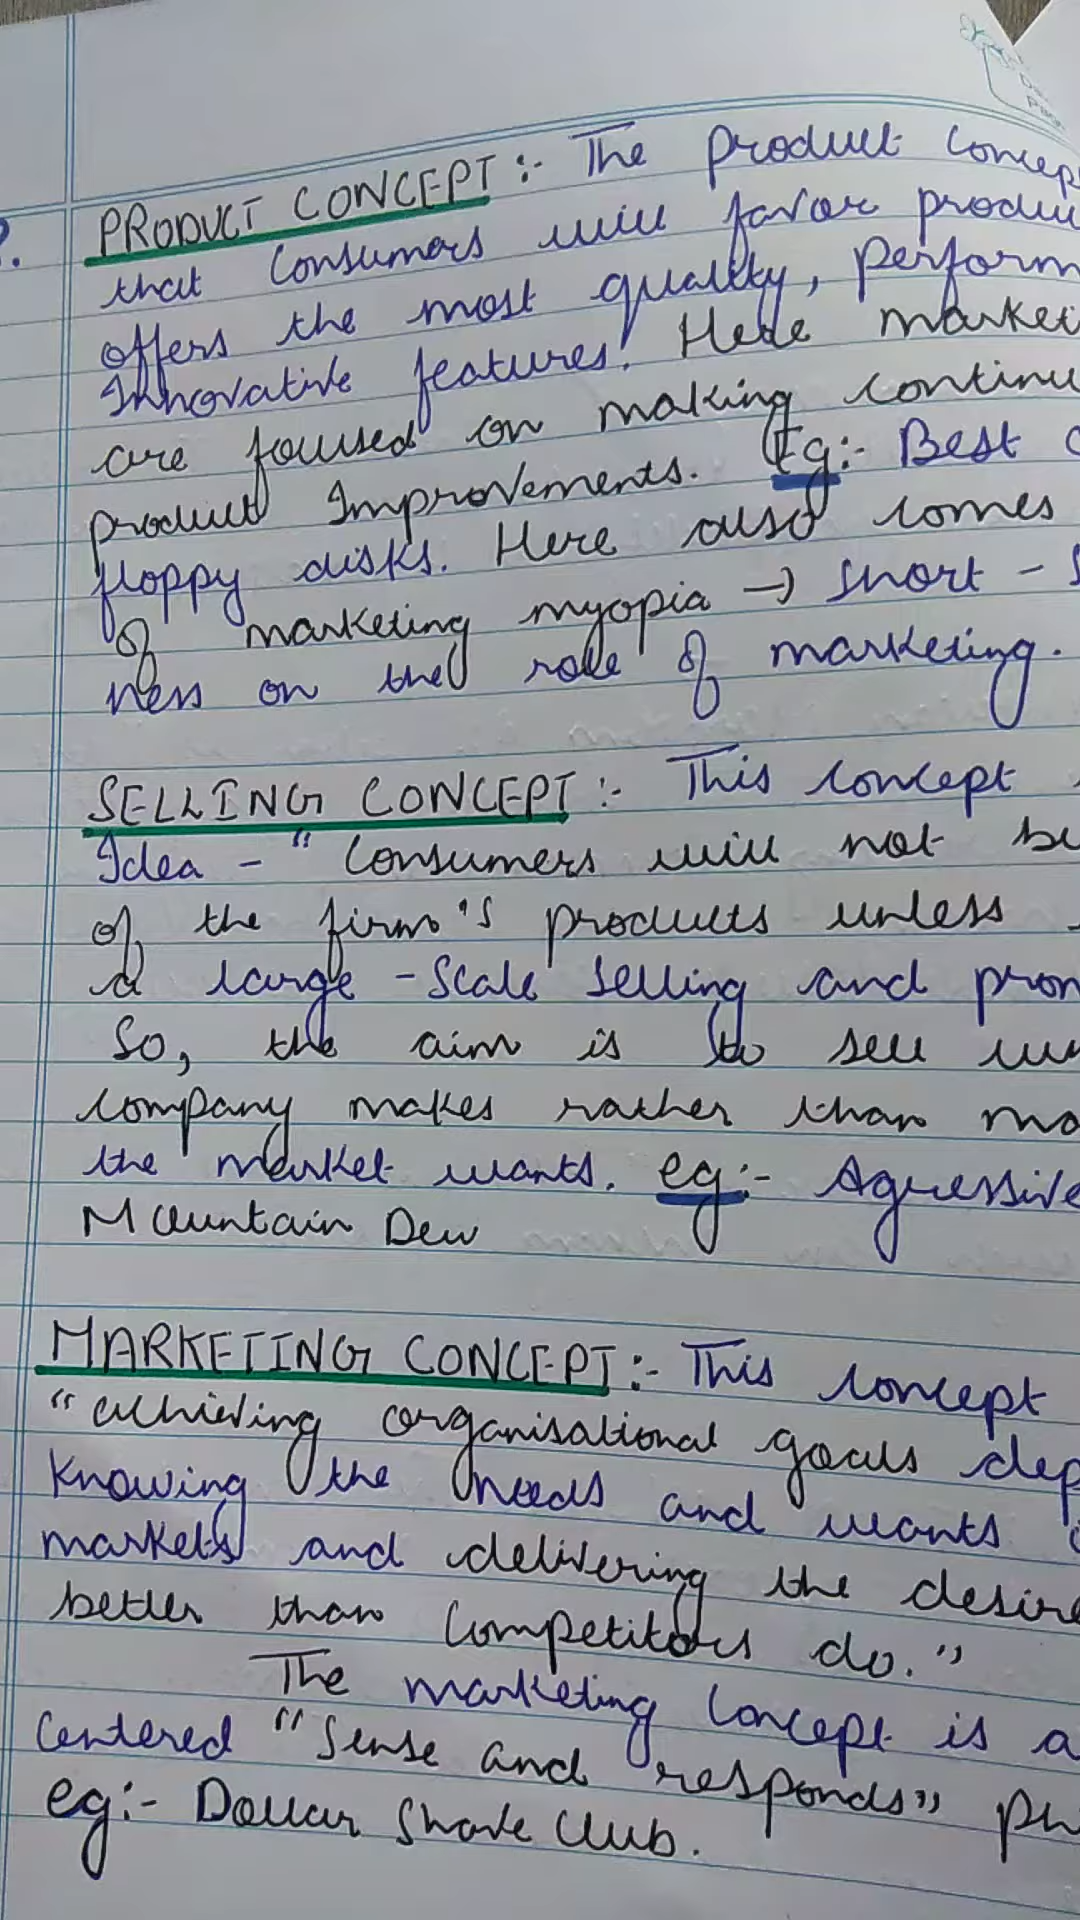 PRODUCT CONCEPT :- The product concep
that consumers will favor produ
offers the most quality, perform
Innovative features. Here market
are focused on making continu
product Improvements. Eg:- Best
floppy disks. Here also comes
of marketing myopia → short -
ness on the role of marketing.
SELLING CONCEPT :- This concept
Idea - " Consumers will not bu
of the firm's products unless
a large - scale selling and prom
So, the aim is to sell
company makes rather than ma
the market wants. eg:- Agressive
Mountain Dew
MARKETING CONCEPT :- This concept
"achieving organisational goals dep
knowing the needs and wants
markets and delivering the desire
better than competitors do."
The marketing concept is a
centered "Sense and responds" ph
eg:- Dollar Shave Club.